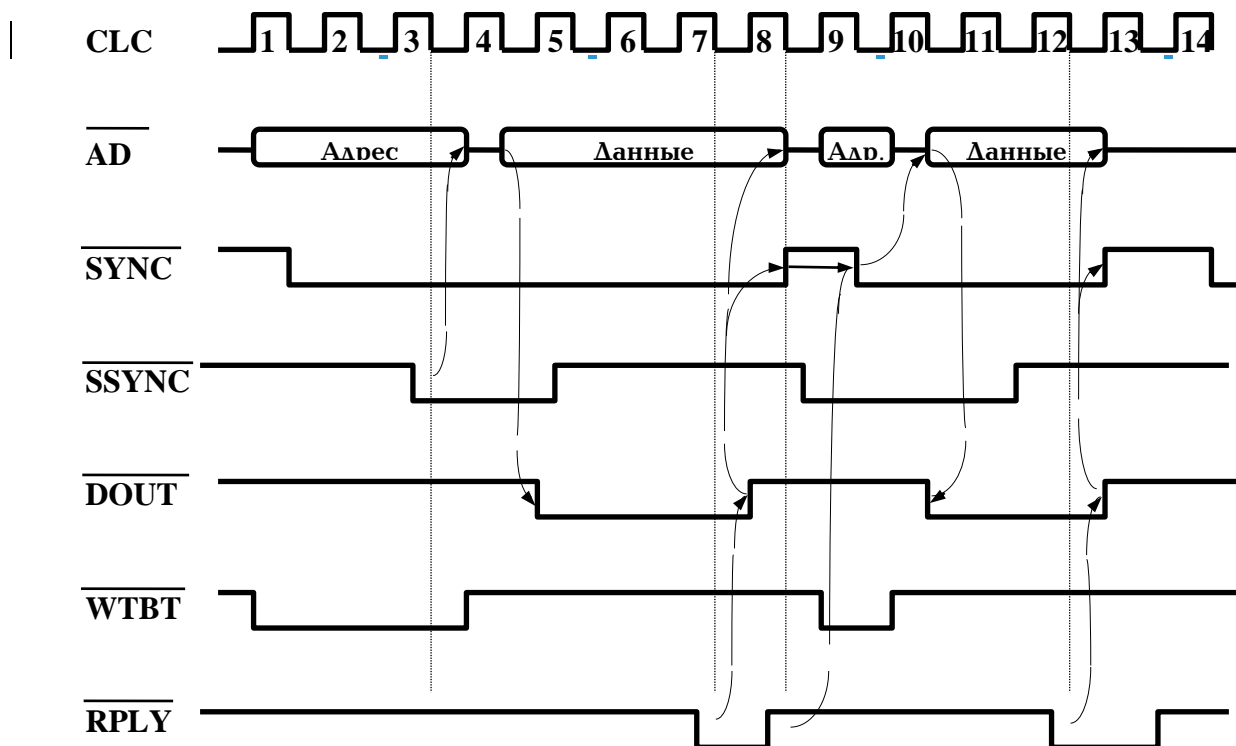 CLC 1 2 3 4 5 6 7 8 9 10 11 12 13 14
AD Адрес Данные Адр. Данные
SYNC
SSYNC
DOUT
WTBT
RPLY